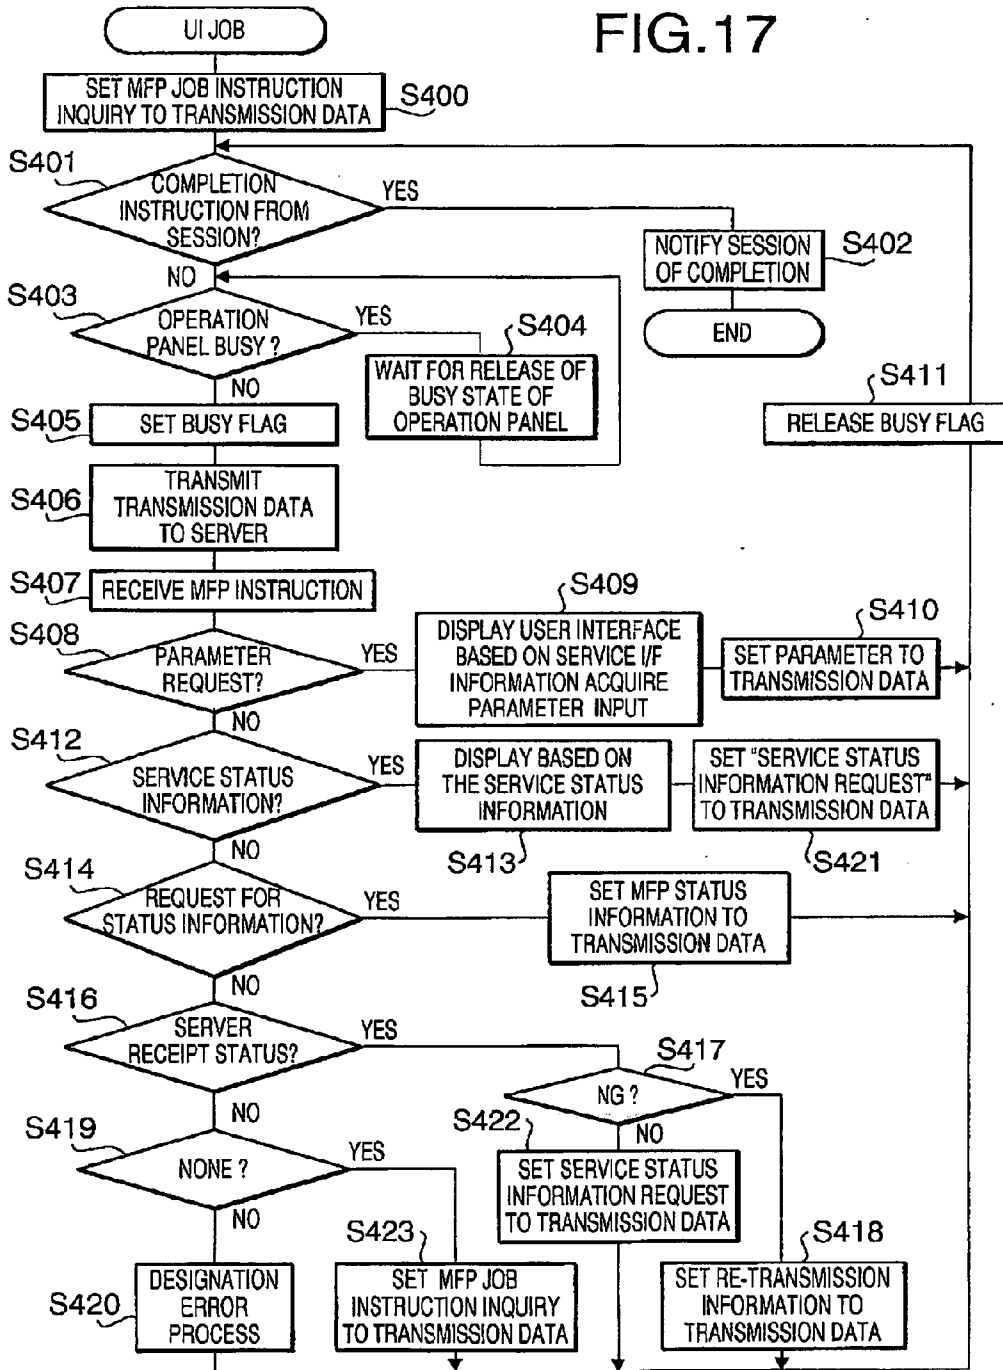 FIG.17
UI JOB
SET MFP JOB INSTRUCTION
INQUIRY TO TRANSMISSION DATA
S400
S401
COMPLETION
INSTRUCTION FROM
SESSION?
YES
NOTIFY SESSION
OF COMPLETION
S402
END
NO
S403
OPERATION
PANEL BUSY ?
YES
S404
WAIT FOR RELEASE OF
BUSY STATE OF
OPERATION PANEL
S411
RELEASE BUSY FLAG
NO
S405
SET BUSY FLAG
S406
TRANSMIT
TRANSMISSION DATA
TO SERVER
S407
RECEIVE MFP INSTRUCTION
S408
PARAMETER
REQUEST?
YES
S409
DISPLAY USER INTERFACE
BASED ON SERVICE I/F
INFORMATION ACQUIRE
PARAMETER INPUT
S410
SET PARAMETER TO
TRANSMISSION DATA
NO
S412
SERVICE STATUS
INFORMATION?
YES
DISPLAY BASED ON
THE SERVICE STATUS
INFORMATION
S413
SET "SERVICE STATUS
INFORMATION REQUEST"
TO TRANSMISSION DATA
S421
NO
S414
REQUEST FOR
STATUS INFORMATION?
YES
SET MFP STATUS
INFORMATION TO
TRANSMISSION DATA
S415
NO
S416
SERVER
RECEIPT STATUS?
YES
S417
NG ?
YES
NO
S422
SET SERVICE STATUS
INFORMATION REQUEST
TO TRANSMISSION DATA
S418
SET RE-TRANSMISSION
INFORMATION TO
TRANSMISSION DATA
NO
S419
NONE ?
YES
S423
SET MFP JOB
INSTRUCTION INQUIRY
TO TRANSMISSION DATA
NO
S420
DESIGNATION
ERROR
PROCESS